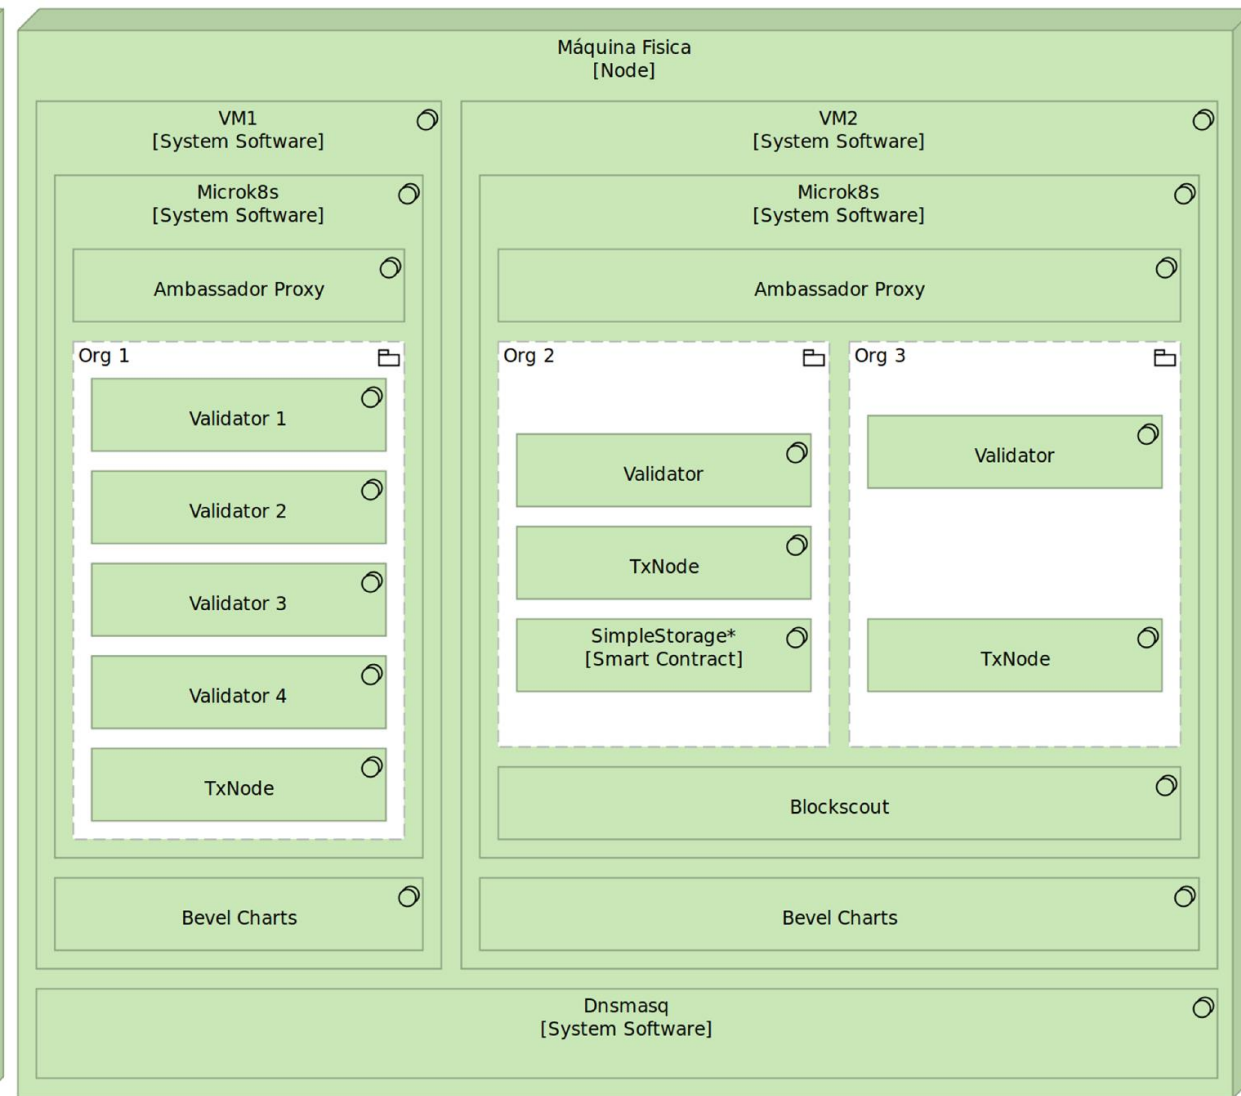 Máquina Fisica
[Node]
VM1
[System Software]
Microk8s
[System Software]
Ambassador Proxy
Org 1
Validator 1
Validator 2
Validator 3
Validator 4
TxNode
Bevel Charts
VM2
[System Software]
Microk8s
[System Software]
Ambassador Proxy
Org 2
Validator
TxNode
SimpleStorage*
[Smart Contract]
Org 3
Validator
TxNode
Blockscout
Bevel Charts
Dnsmasq
[System Software]